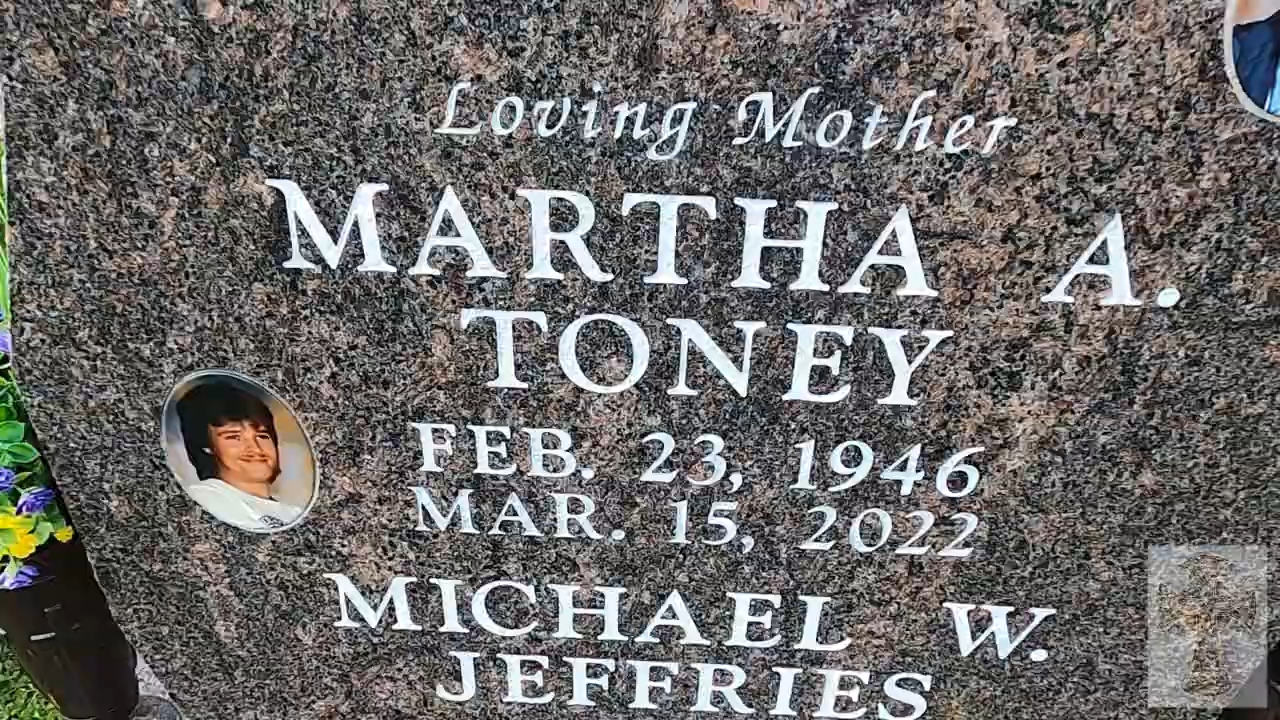 Loving Mother
MARTHA A.
TONEY
FEB. 23, 1946
MAR. 15, 2022
MICHAEL W.
JEFFRIES